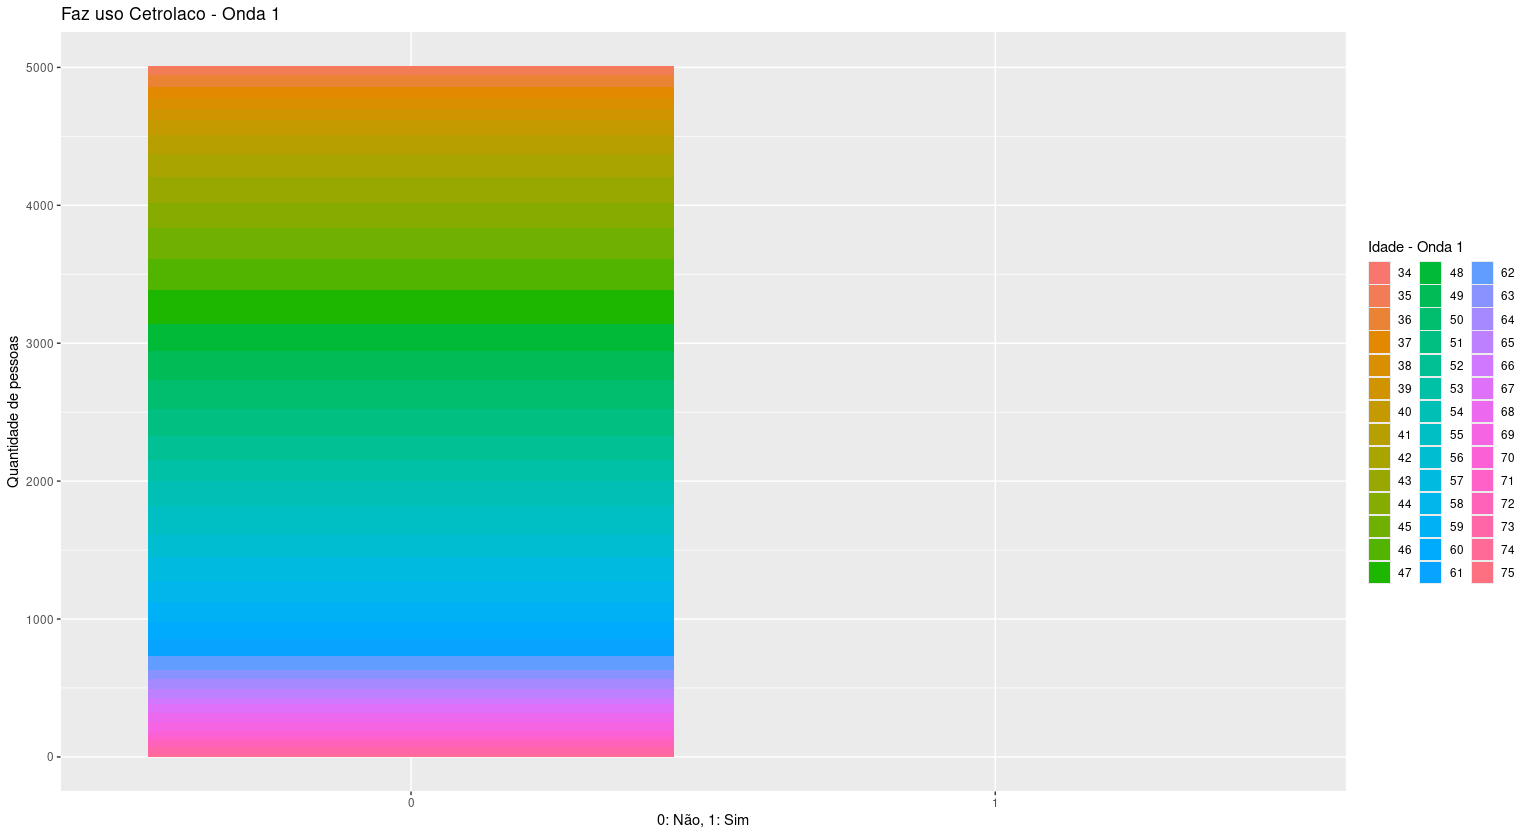 Faz uso Cetrolaco - Onda 1
Quantidade de pessoas
5000
4000
3000
2000
1000
0
0
1
0: Não, 1: Sim
Idade - Onda 1
34 48 62
35 49 63
36 50 64
37 51 65
38 52 66
39 53 67
40 54 68
41 55 69
42 56 70
43 57 71
44 58 72
45 59 73
46 60 74
47 61 75